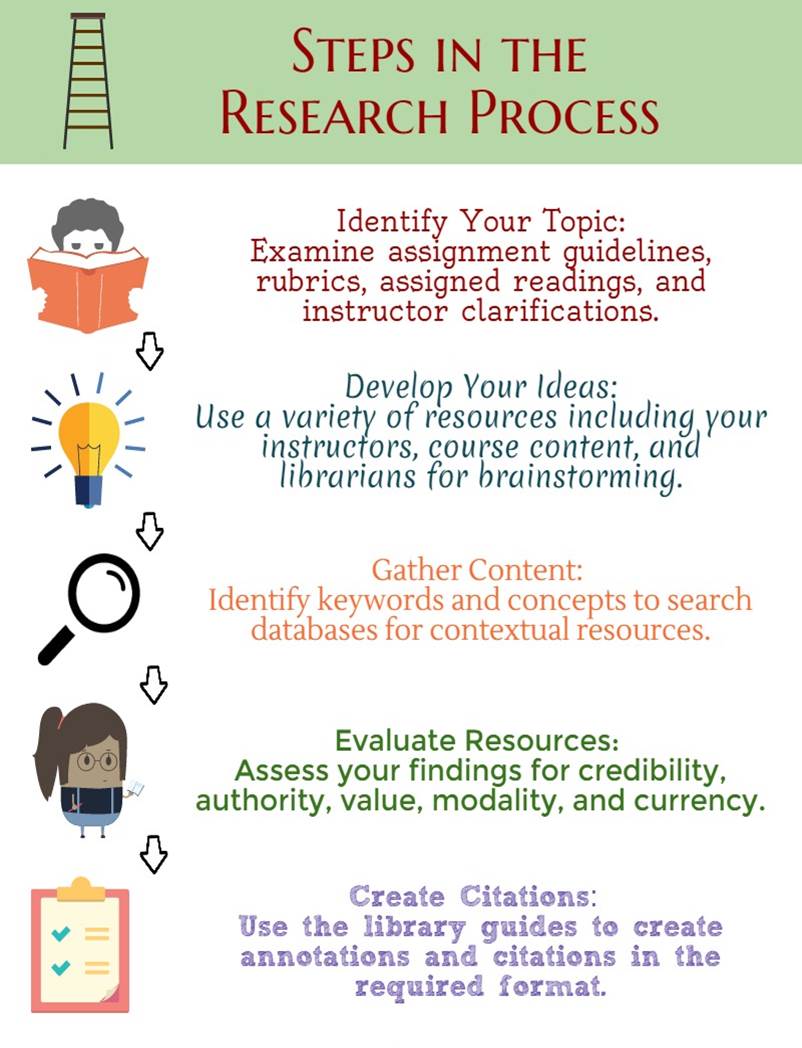 Steps in the
Research Process
Identify Your Topic:
Examine assignment guidelines,
rubrics, assigned readings, and
instructor clarifications.
Develop Your Ideas:
Use a variety of resources including your
instructors, course content, and
librarians for brainstorming.
Gather Content:
Identify keywords and concepts to search
databases for contextual resources.
Evaluate Resources:
Assess your findings for credibility,
authority, value, modality, and currency.
Create Citations:
Use the library guides to create
annotations and citations in the
required format.